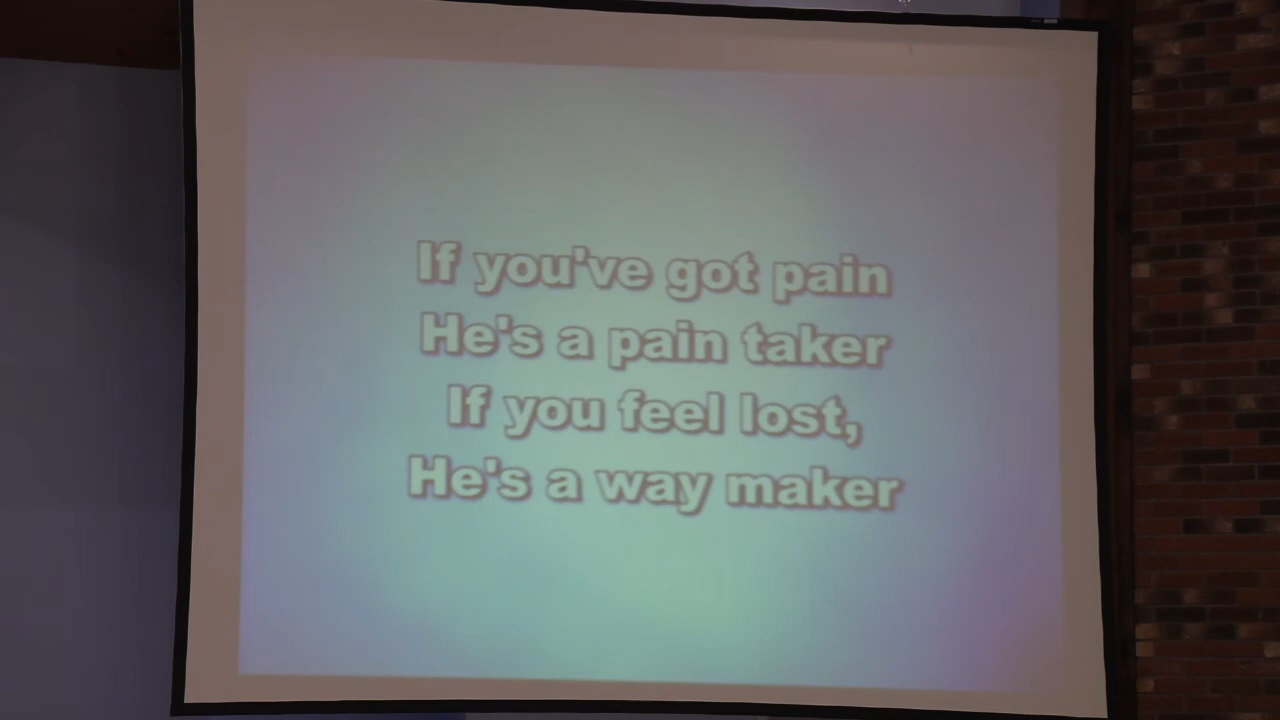 If you've got pain
He's a pain taker
If you feel lost,
He's a way maker